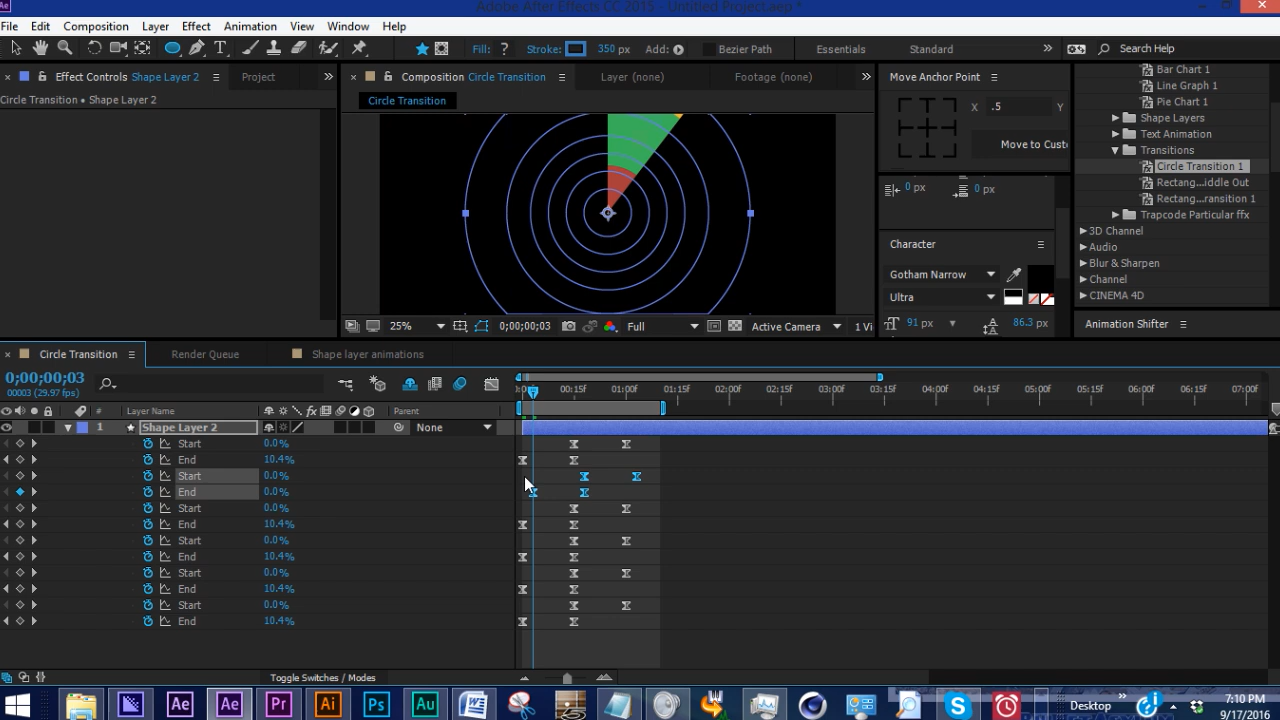 Adobe After Effects CC 2015 - Untitled Project.aep *
File Edit Composition Layer Effect Animation View Window Help
Fill: ? Stroke: 350 px Add: Bezier Path Essentials Standard Search Help
Effect Controls Shape Layer 2 Project
Composition Circle Transition Layer (none) Footage (none)
Move Anchor Point
Circle Transition • Shape Layer 2
Circle Transition
X .5 Y
Move to Custo
0 px 0 px
Character
Gotham Narrow
Ultra
91 px 86.3 px
Bar Chart 1
Line Graph 1
Pie Chart 1
Shape Layers
Text Animation
Transitions
Circle Transition 1
Rectang...iddle Out
Rectang...ransition 1
Trapcode Particular ffx
3D Channel
Audio
Blur & Sharpen
Channel
CINEMA 4D
Animation Shifter
25% 0;00;00;03 Full Active Camera 1 Vi
Circle Transition Render Queue Shape layer animations
0;00;00;03
00003 (29.97 fps)
00:15f 01:00f 01:15f 02:00f 02:15f 03:00f 03:15f 04:00f 04:15f 05:00f 05:15f 06:00f 06:15f 07:00f
# Layer Name fx Parent
1 Shape Layer 2 None
Start 0.0%
End 10.4%
Start 0.0%
End 0.0%
Start 0.0%
End 10.4%
Start 0.0%
End 10.4%
Start 0.0%
End 10.4%
Start 0.0%
End 10.4%
Toggle Switches / Modes
Ae Ae Pr Ai Ps Au Desktop
7:10 PM
9/17/2016